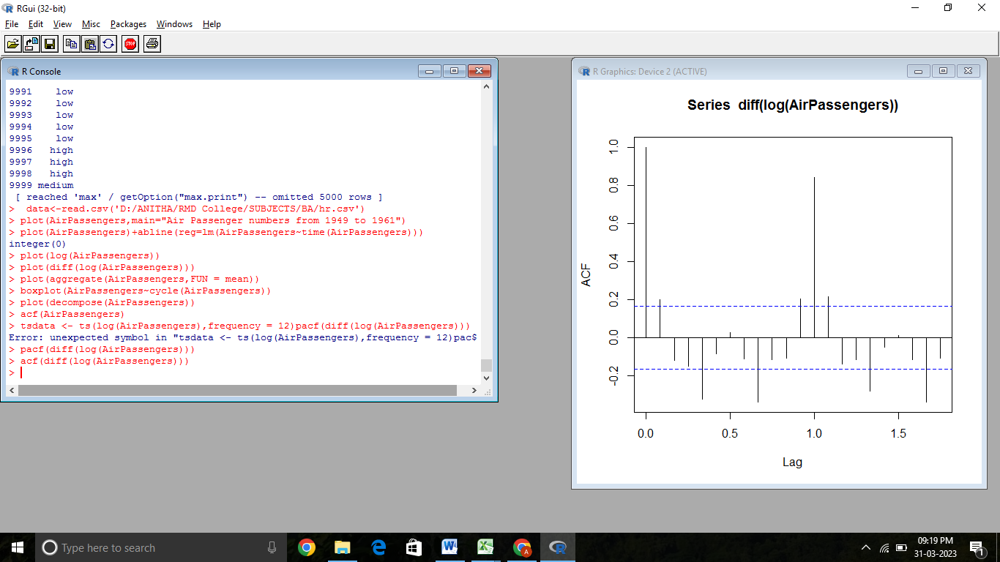 RGui (32-bit)
File Edit View Misc Packages Windows Help
STOP
R Console
9991 low
9992 low
9993 low
9994 low
9995 low
9996 high
9997 high
9998 high
9999 medium
[ reached 'max' / getOption("max.print") -- omitted 5000 rows ]
> data<-read.csv('D:/ANITHA/RMD College/SUBJECTS/BA/hr.csv')
> plot(AirPassengers,main="Air Passenger numbers from 1949 to 1961")
> plot(AirPassengers)+abline(reg=lm(AirPassengers~time(AirPassengers)))
integer(0)
> plot(log(AirPassengers))
> plot(diff(log(AirPassengers)))
> plot(aggregate(AirPassengers,FUN = mean))
> boxplot(AirPassengers~cycle(AirPassengers))
> plot(decompose(AirPassengers))
> acf(AirPassengers)
> tsdata <- ts(log(AirPassengers),frequency = 12)pacf(diff(log(AirPassengers)))
Error: unexpected symbol in "tsdata <- ts(log(AirPassengers),frequency = 12)pac$
> pacf(diff(log(AirPassengers)))
> acf(diff(log(AirPassengers)))
>
R Graphics: Device 2 (ACTIVE)
Series diff(log(AirPassengers))
ACF
1.0
0.8
0.6
0.4
0.2
0.0
-0.2
0.0 0.5 1.0 1.5
Lag
Type here to search
09:19 PM
31-03-2023
1